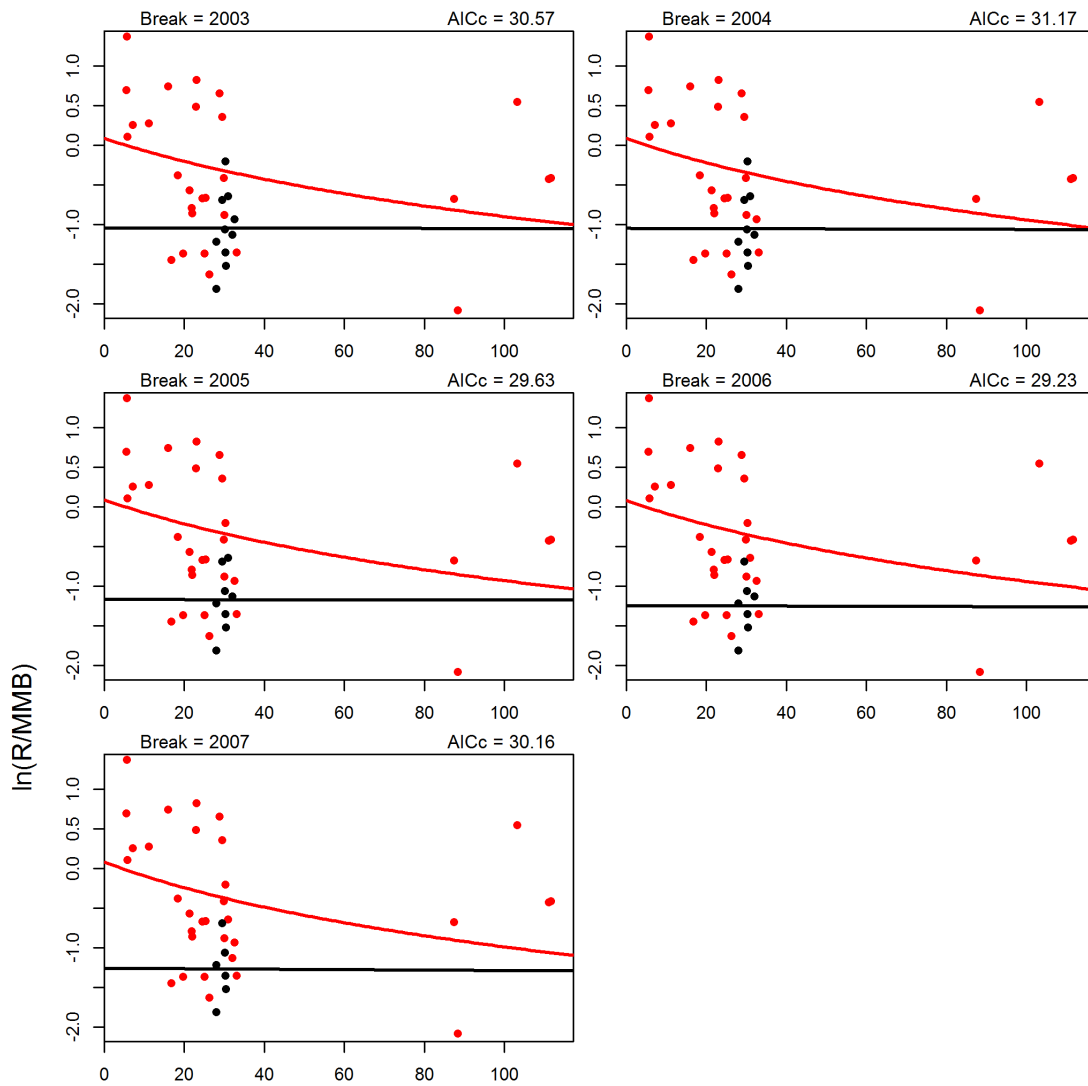 Break = 2003 AICc = 30.57
1.0
0.5
0.0
-1.0
-2.0
0 20 40 60 80 100
Break = 2004 AICc = 31.17
1.0
0.5
0.0
-1.0
-2.0
0 20 40 60 80 100
Break = 2005 AICc = 29.63
1.0
0.5
0.0
-1.0
-2.0
0 20 40 60 80 100
Break = 2006 AICc = 29.23
1.0
0.5
0.0
-1.0
-2.0
0 20 40 60 80 100
Break = 2007 AICc = 30.16
1.0
0.5
0.0
-1.0
-2.0
0 20 40 60 80 100
ln(R/MMB)